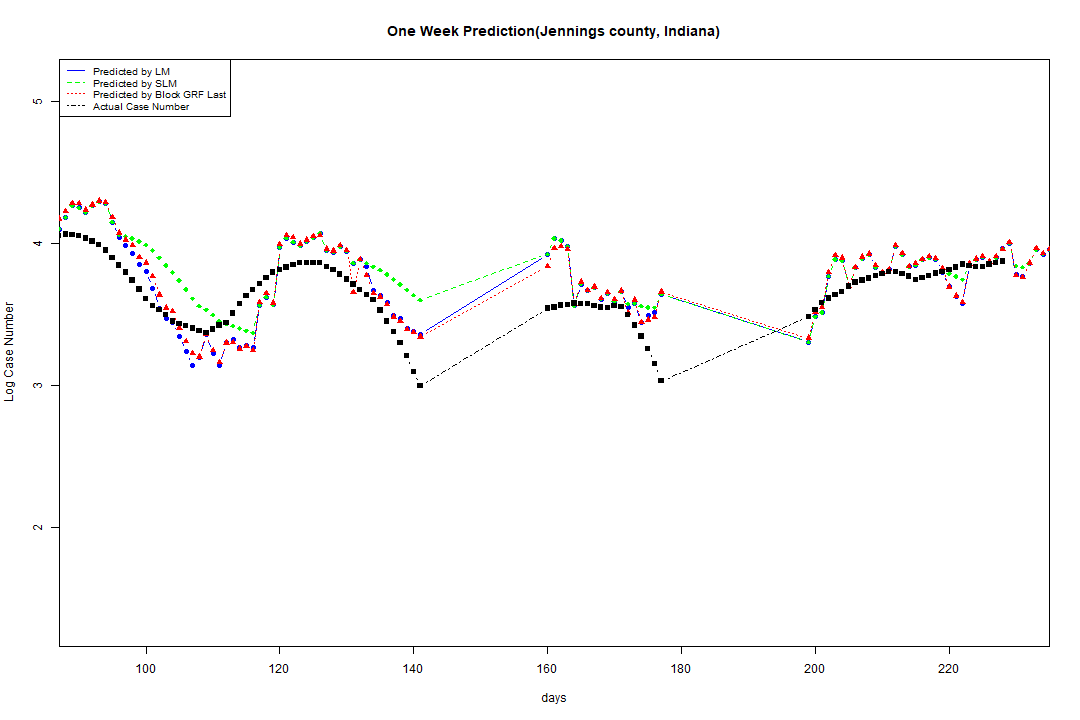 One Week Prediction(Jennings county, Indiana)
Predicted by LM
Predicted by SLM
Predicted by Block GRF Last
Actual Case Number
5
4
3
2
Log Case Number
100 120 140 160 180 200 220
days